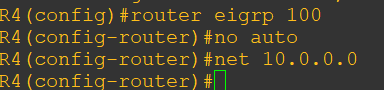 R4(config)#router eigrp 100
R4(config-router)#no auto
R4(config-router)#net 10.0.0.0
R4(config-router)#